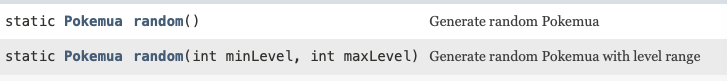 static Pokemua random() Generate random Pokemua
static Pokemua random(int minLevel, int maxLevel) Generate random Pokemua with level range